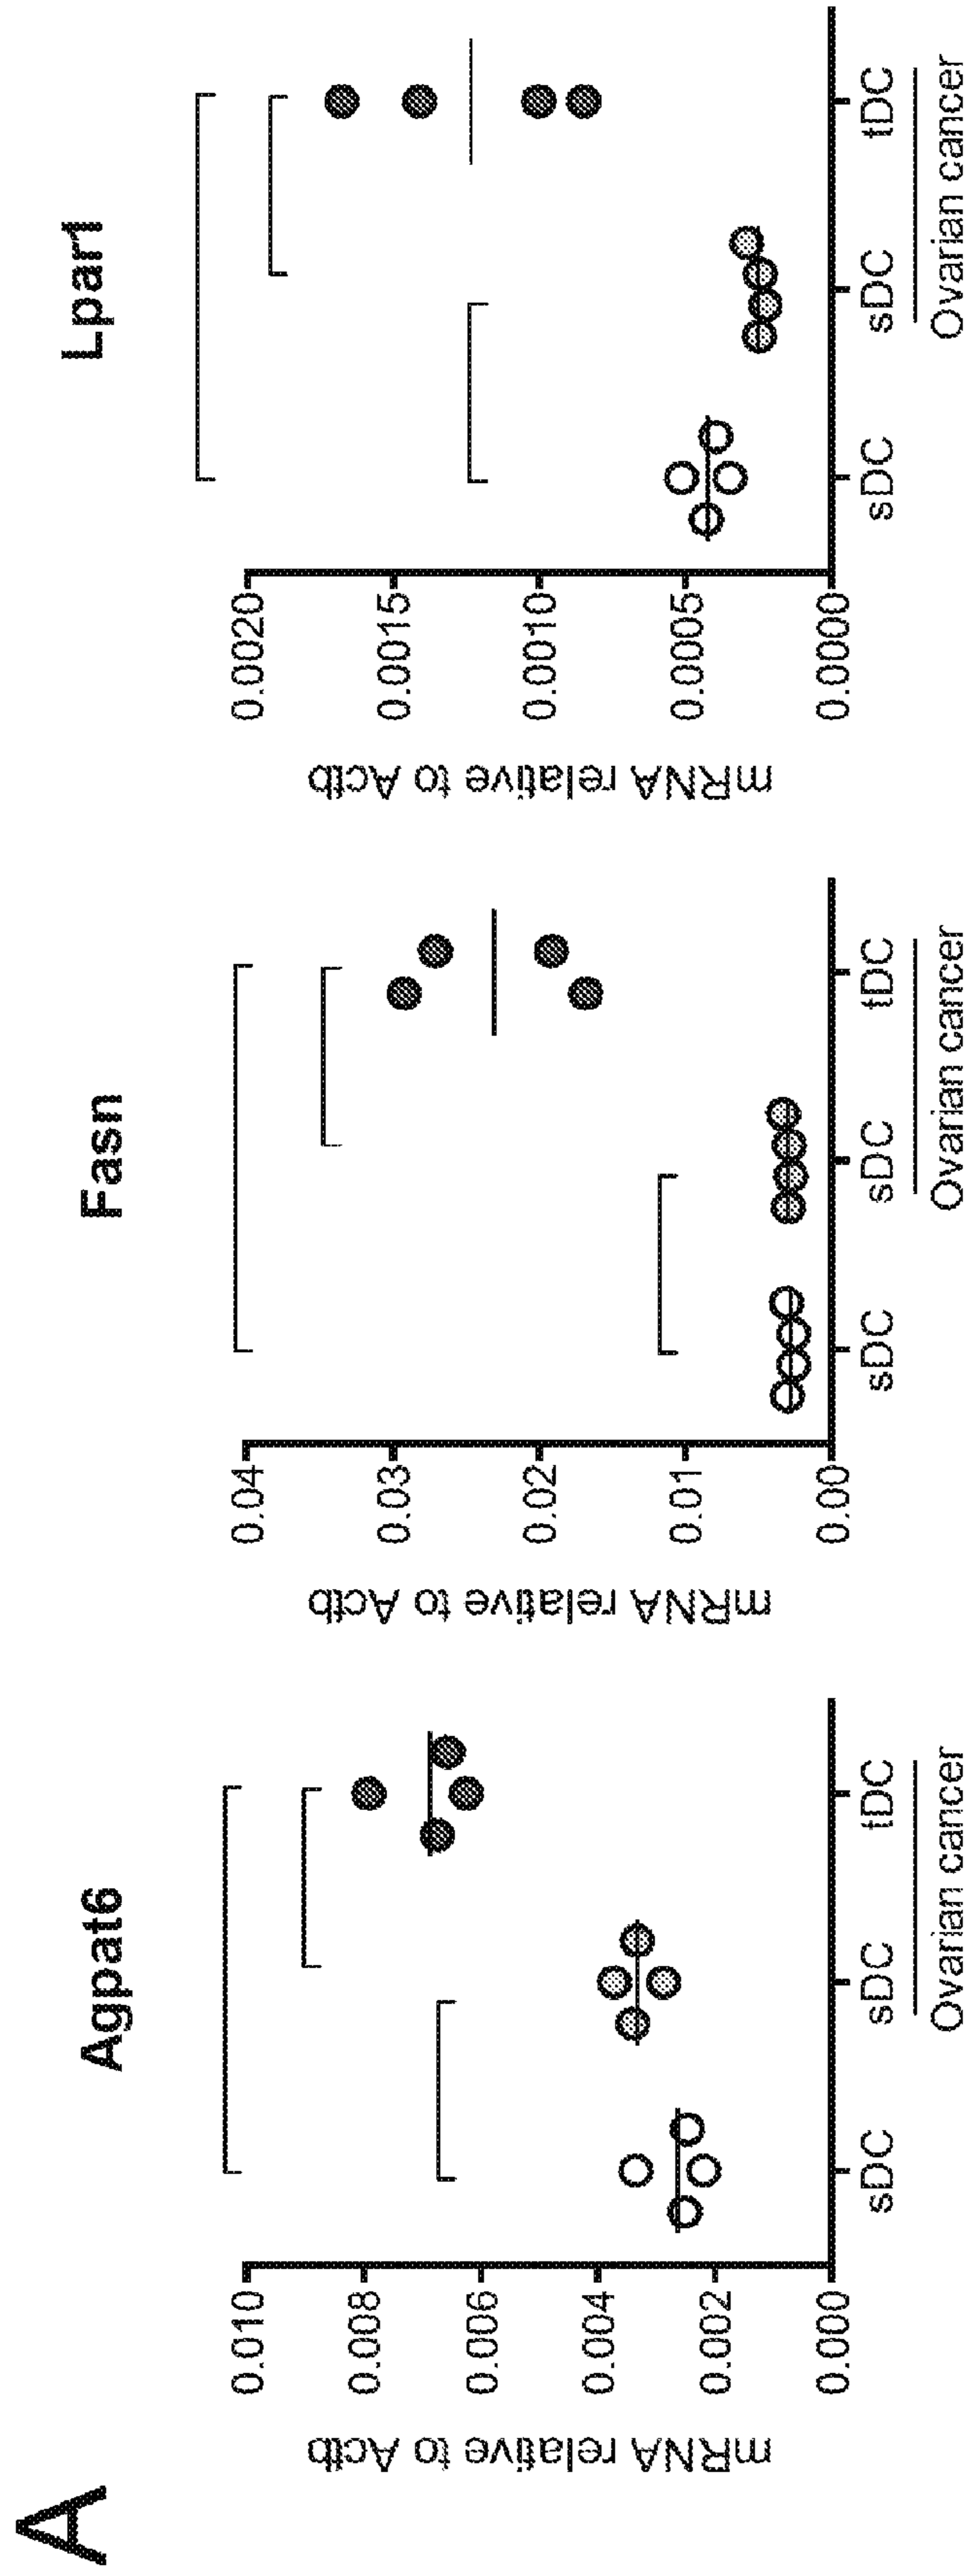 A
Agpat6
mRNA relative to Actb
0.010
0.008
0.006
0.004
0.002
0.000
sDC
sDC
tDC
Ovarian cancer
Fasn
mRNA relative to Actb
0.04
0.03
0.02
0.01
0.00
sDC
sDC
tDC
Ovarian cancer
Lpar1
mRNA relative to Actb
0.0020
0.0015
0.0010
0.0005
0.0000
sDC
sDC
tDC
Ovarian cancer